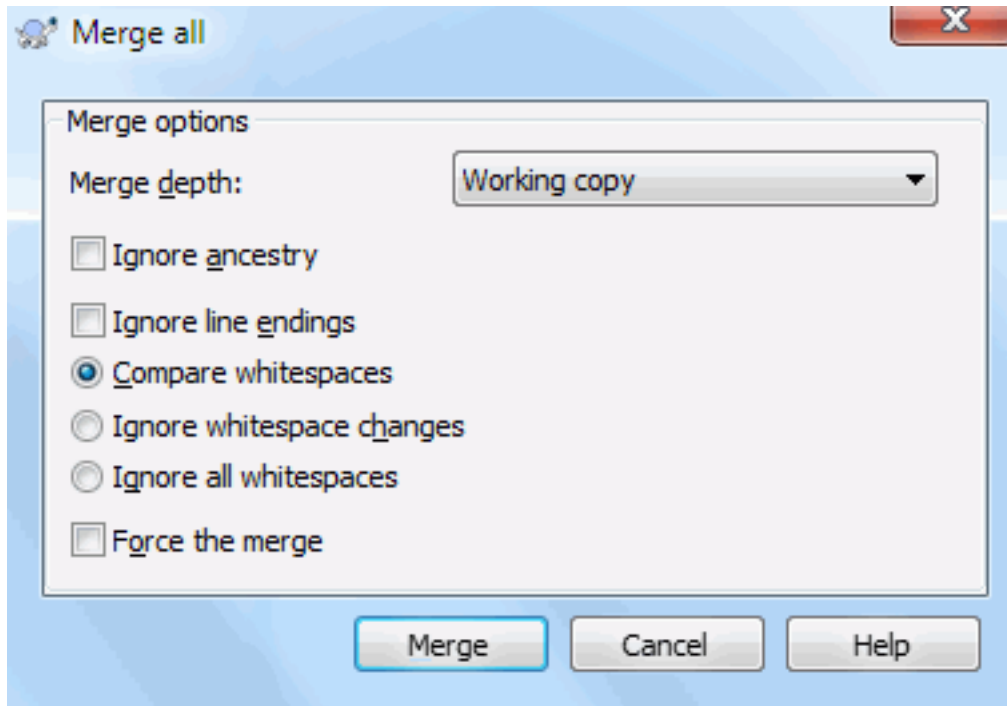 Merge all
Merge options
Merge depth: Working copy
Ignore ancestry
Ignore line endings
Compare whitespaces
Ignore whitespace changes
Ignore all whitespaces
Force the merge
Merge Cancel Help